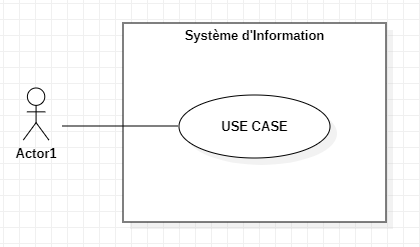 Système d'Information
USE CASE
Actor1